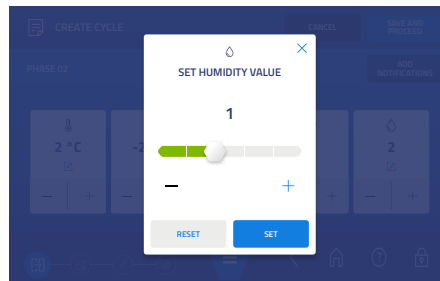 CREATE CYCLE
CANCEL
SAVE AND
PROCEED
PHASE 02
ADD
NOTIFICATIONS
SET HUMIDITY VALUE
1
2 °C
-2
2
RESET
SET